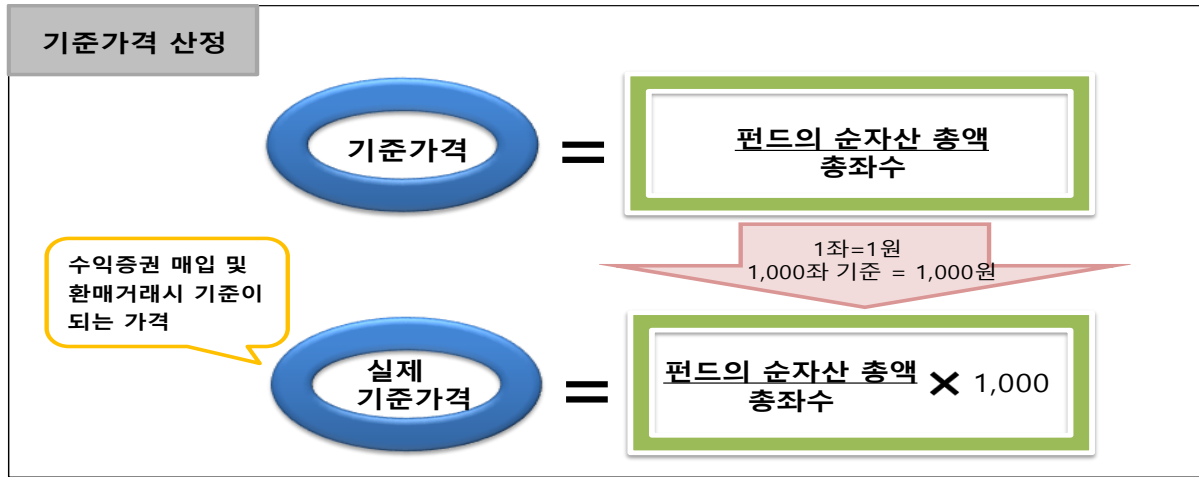 기준가격 산정
기준가격
=
펀드의 순자산 총액
총좌수
1좌=1원
1,000좌 기준 = 1,000원
수익증권 매입 및
환매거래시 기준이
되는 가격
실제
기준가격
=
펀드의 순자산 총액
총좌수
× 1,000